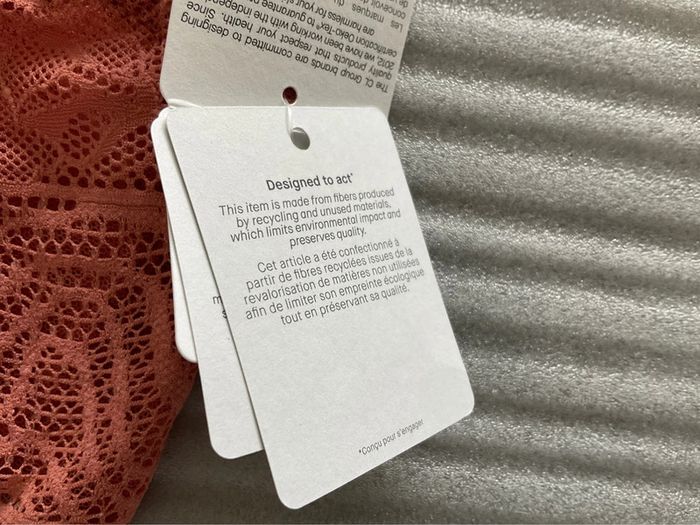 The CL Group brands are committed to designing
quality products that respect your health. Since
2012, we have been working with the
certification Oeko-Tex® to guarantee
are harmless for your
Les marques du
concevoir
Designed to act*
This item is made from fibers produced
by recycling and unused materials,
which limits environmental impact and
preserves quality.
Cet article a été confectionné à
partir de fibres recyclées issues de la
revalorisation de matières non utilisées
afin de limiter son empreinte écologique
tout en préservant sa qualité.
*Conçu pour s'engager